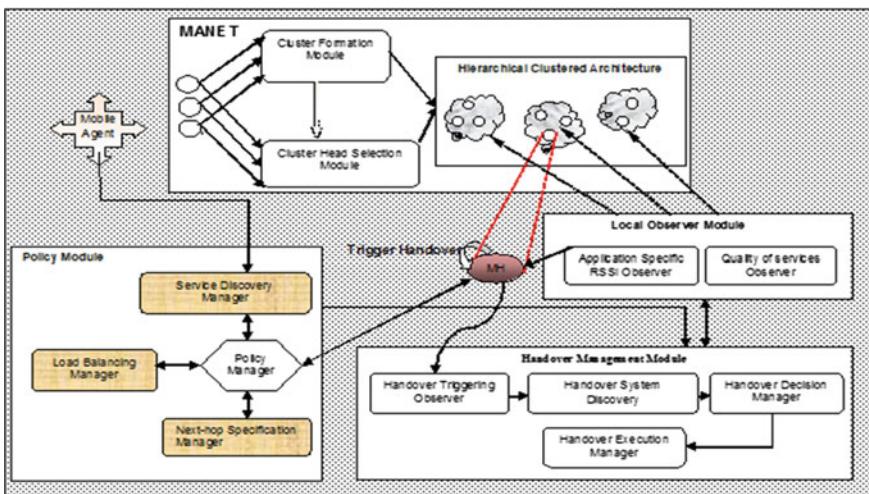 MANET
Cluster Formation
Module
Hierarchical Clustered Architecture
Mobile
Agent
Cluster Head Selection
Module
Local Observer Module
Trigger Handover
MH
Application Specific
RSSI Observer
Quality of services
Observer
Policy Module
Service Discovery
Manager
Load Balancing
Manager
Policy
Manager
Next-hop Specification
Manager
Handover Management Module
Handover Triggering
Observer
Handover System
Discovery
Handover Decision
Manager
Handover Execution
Manager